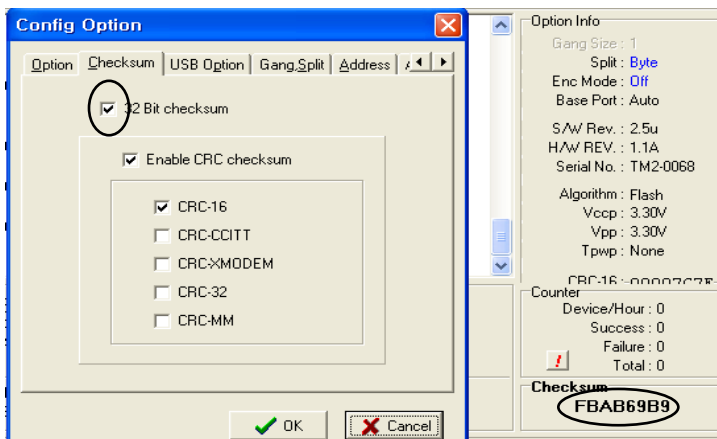 Config Option
Option Checksum USB Option Gang,Split Address
32 Bit checksum
Enable CRC checksum
CRC-16
CRC-CCITT
CRC-XMODEM
CRC-32
CRC-MM
OK Cancel
Option Info
Gang Size : 1
Split : Byte
Enc Mode : Off
Base Port : Auto
S/W Rev. : 2.5u
H/W REV. : 1.1A
Serial No. : TM2-0068
Algorithm : Flash
Vccp : 3.30V
Vpp : 3.30V
Tpwp : None
CRC-16 :
Counter
Device/Hour : 0
Success : 0
Failure : 0
! Total : 0
Checksum
FBAB69B9